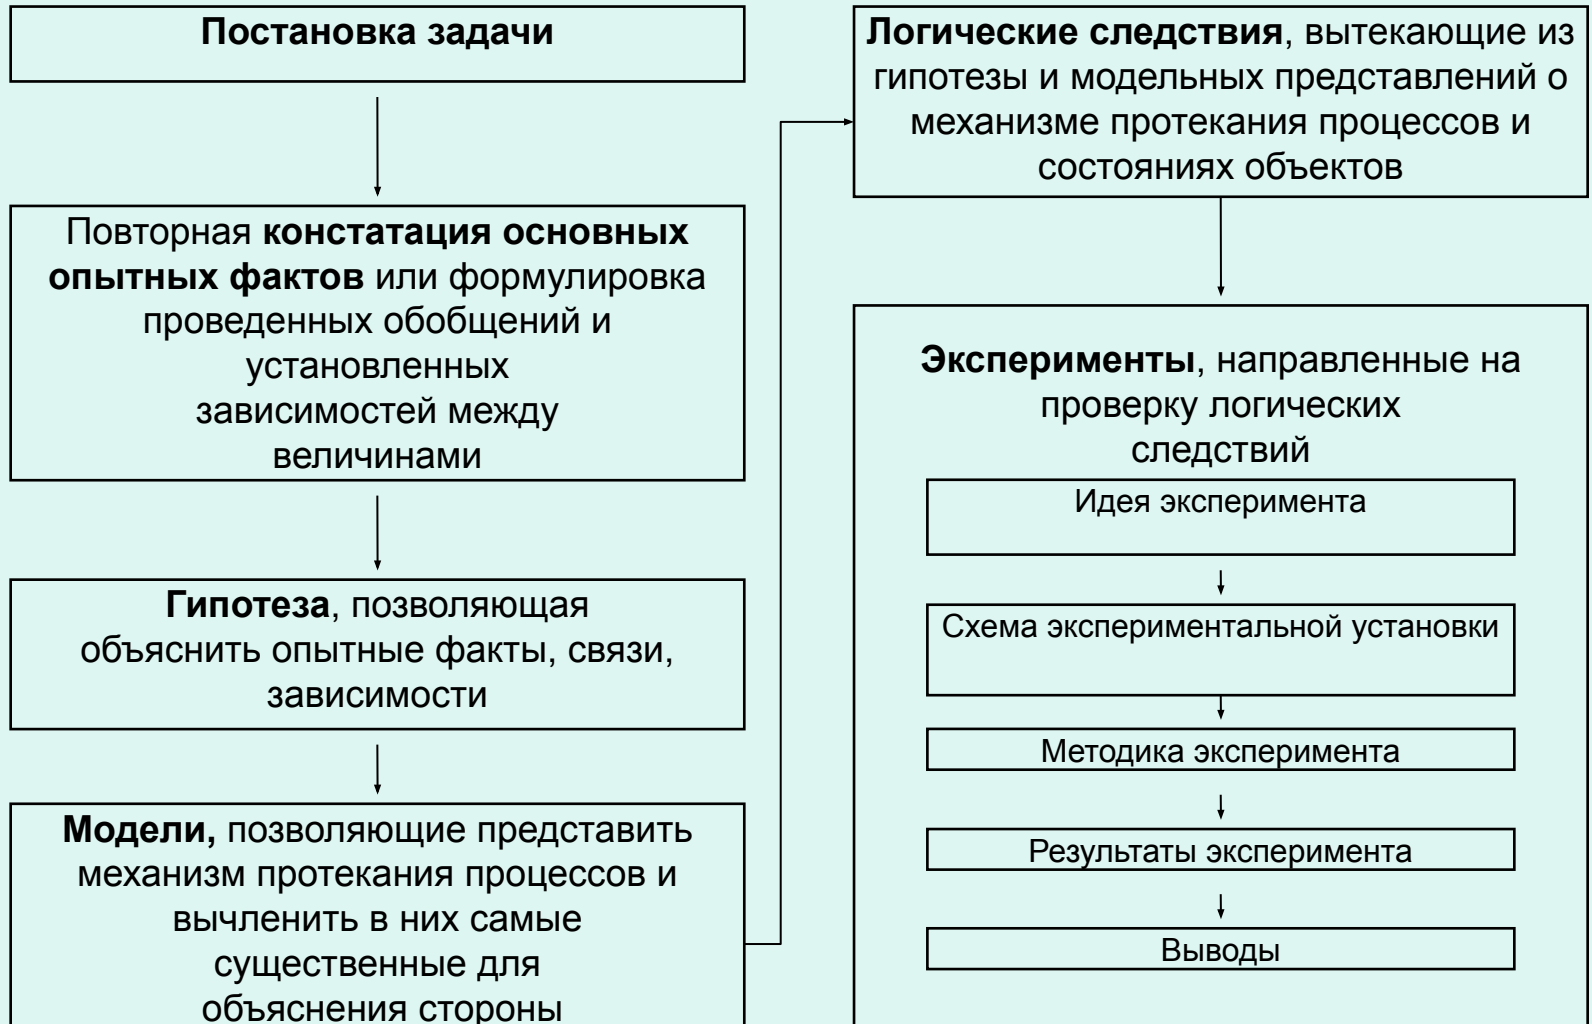 Постановка задачи
Повторная констатация основных
опытных фактов или формулировка
проведенных обобщений и
установленных
зависимостей между
величинами
Гипотеза, позволяющая
объяснить опытные факты, связи,
зависимости
Модели, позволяющие представить
механизм протекания процессов и
вычленить в них самые
существенные для
объяснения стороны
Логические следствия, вытекающие из
гипотезы и модельных представлений о
механизме протекания процессов и
состояниях объектов
Эксперименты, направленные на
проверку логических
следствий
Идея эксперимента
Схема экспериментальной установки
Методика эксперимента
Результаты эксперимента
Выводы